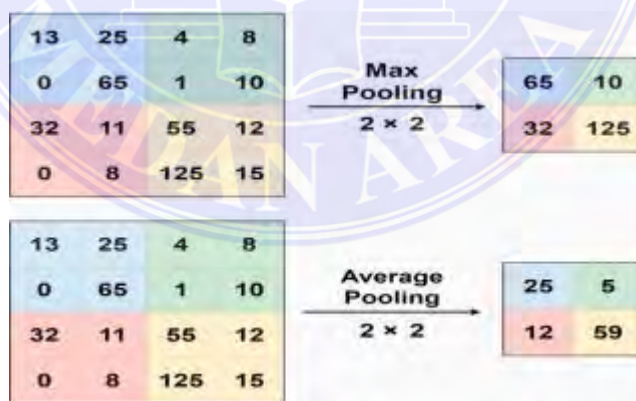 13 25 4 8
0 65 1 10
32 11 55 12
0 8 125 15
Max
Pooling
2 × 2
65 10
32 125
13 25 4 8
0 65 1 10
32 11 55 12
0 8 125 15
Average
Pooling
2 × 2
25 5
12 59
MEDAN AREA